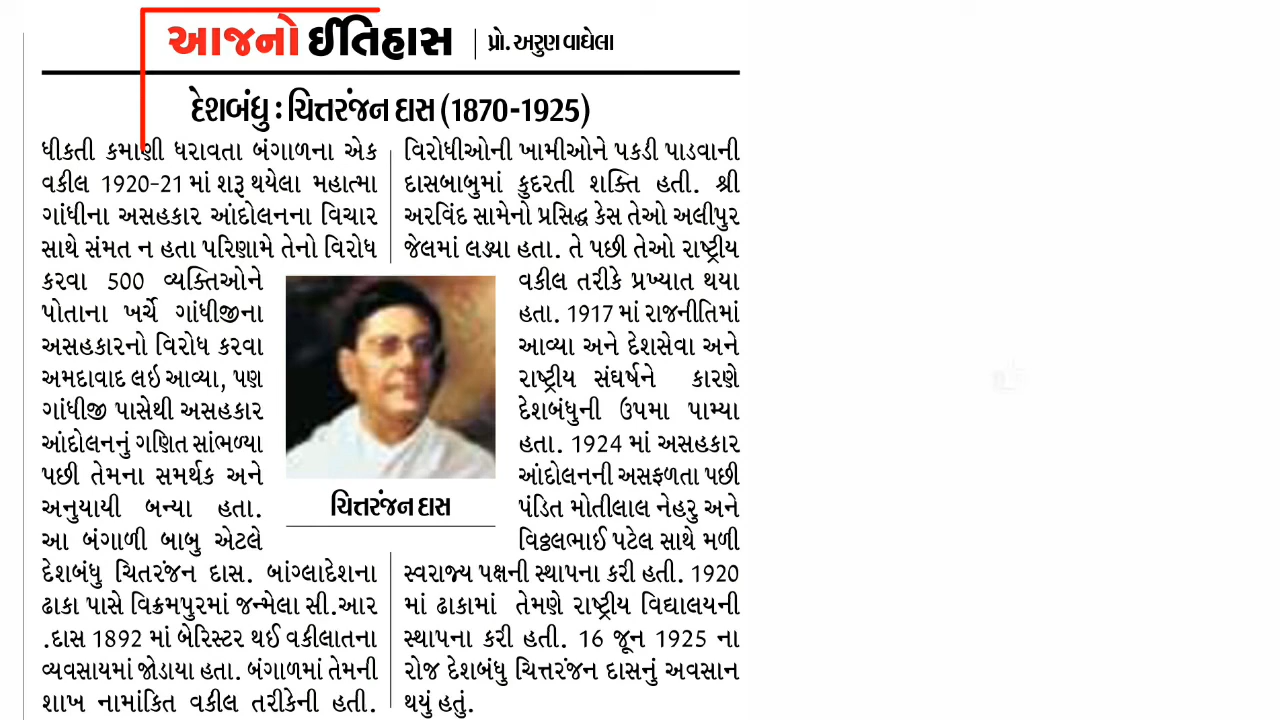 આજનો ઈતિહાસ | પ્રો. અરુણ વાઘેલા
દેશબંધુ : ચિત્તરંજન દાસ (1870-1925)
ધીકતી કમાણી ધરાવતા બંગાળના એક
વકીલ 1920-21 માં શરૂ થયેલા મહાત્મા
ગાંધીના અસહકાર આંદોલનના વિચાર
સાથે સંમત ન હતા પરિણામે તેનો વિરોધ
કરવા 500 વ્યક્તિઓને
પોતાના ખર્ચે ગાંધીજીના
અસહકારનો વિરોધ કરવા
અમદાવાદ લઇ આવ્યા, પણ
ગાંધીજી પાસેથી અસહકાર
આંદોલનનું ગણિત સાંભળ્યા
પછી તેમના સમર્થક અને
અનુયાયી બન્યા હતા.
આ બંગાળી બાબુ એટલે
દેશબંધુ ચિતરંજન દાસ. બાંગ્લાદેશના
ઢાકા પાસે વિક્રમપુરમાં જન્મેલા સી.આર
.દાસ 1892 માં બેરિસ્ટર થઈ વકીલાતના
વ્યવસાયમાં જોડાયા હતા. બંગાળમાં તેમની
શાખ નામાંકિત વકીલ તરીકેની હતી.
ચિત્તરંજન દાસ
વિરોધીઓની ખામીઓને પકડી પાડવાની
દાસબાબુમાં કુદરતી શક્તિ હતી. શ્રી
અરવિંદ સામેનો પ્રસિદ્ધ કેસ તેઓ અલીપુર
જેલમાં લડ્યા હતા. તે પછી તેઓ રાષ્ટ્રીય
વકીલ તરીકે પ્રખ્યાત થયા
હતા. 1917 માં રાજનીતિમાં
આવ્યા અને દેશસેવા અને
રાષ્ટ્રીય સંઘર્ષને કારણે
દેશબંધુની ઉપમા પામ્યા
હતા. 1924 માં અસહકાર
આંદોલનની અસફળતા પછી
પંડિત મોતીલાલ નેહરુ અને
વિઠ્ઠલભાઈ પટેલ સાથે મળી
સ્વરાજ્ય પક્ષની સ્થાપના કરી હતી. 1920
માં ઢાકામાં તેમણે રાષ્ટ્રીય વિદ્યાલયની
સ્થાપના કરી હતી. 16 જૂન 1925 ના
રોજ દેશબંધુ ચિત્તરંજન દાસનું અવસાન
થયું હતું.